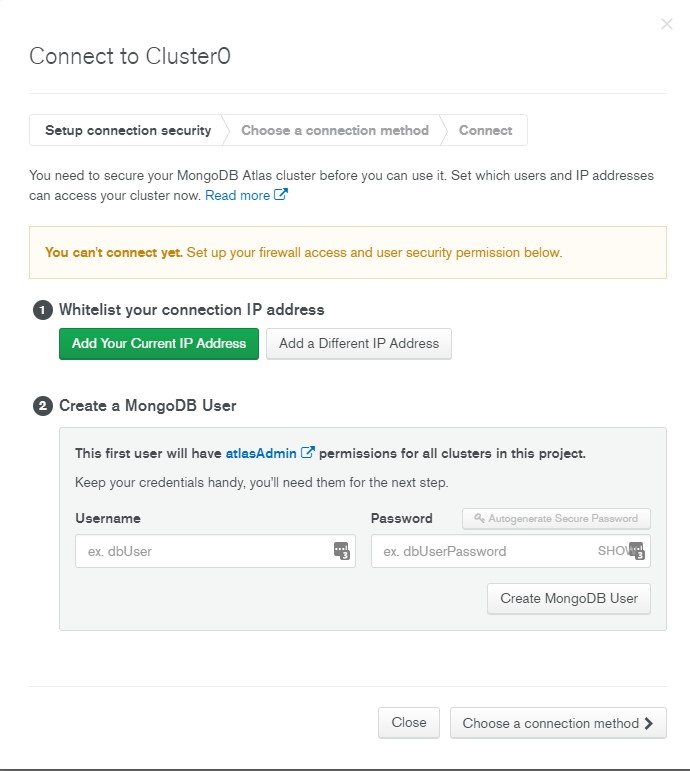 Connect to Cluster0
Setup connection security
Choose a connection method
Connect
You need to secure your MongoDB Atlas cluster before you can use it. Set which users and IP addresses
can access your cluster now. Read more
You can't connect yet. Set up your firewall access and user security permission below.
1 Whitelist your connection IP address
Add Your Current IP Address
Add a Different IP Address
2 Create a MongoDB User
This first user will have atlasAdmin permissions for all clusters in this project.
Keep your credentials handy, you'll need them for the next step.
Username
Password
Autogenerate Secure Password
ex. dbUser
3
ex. dbUserPassword
SHOW
3
Create MongoDB User
Close
Choose a connection method